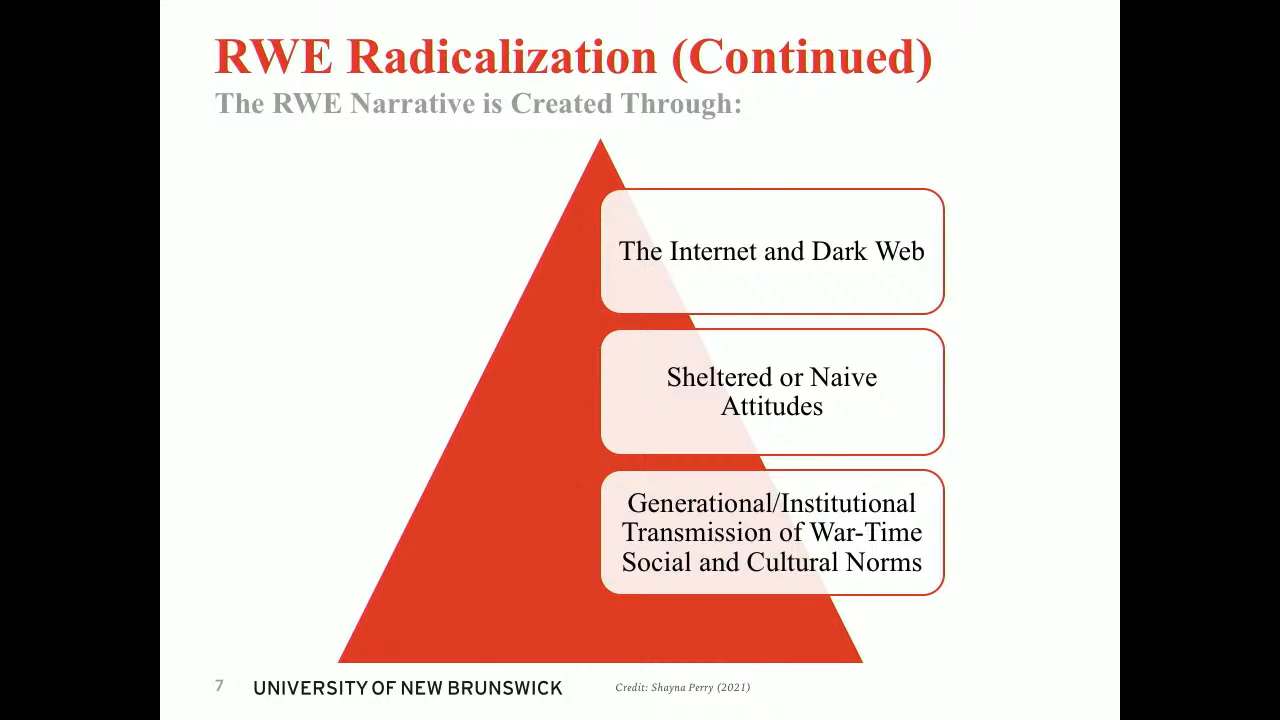 RWE Radicalization (Continued)
The RWE Narrative is Created Through:
The Internet and Dark Web
Sheltered or Naive
Attitudes
Generational/Institutional
Transmission of War-Time
Social and Cultural Norms
7
UNIVERSITY OF NEW BRUNSWICK
Credit: Shayna Perry (2021)